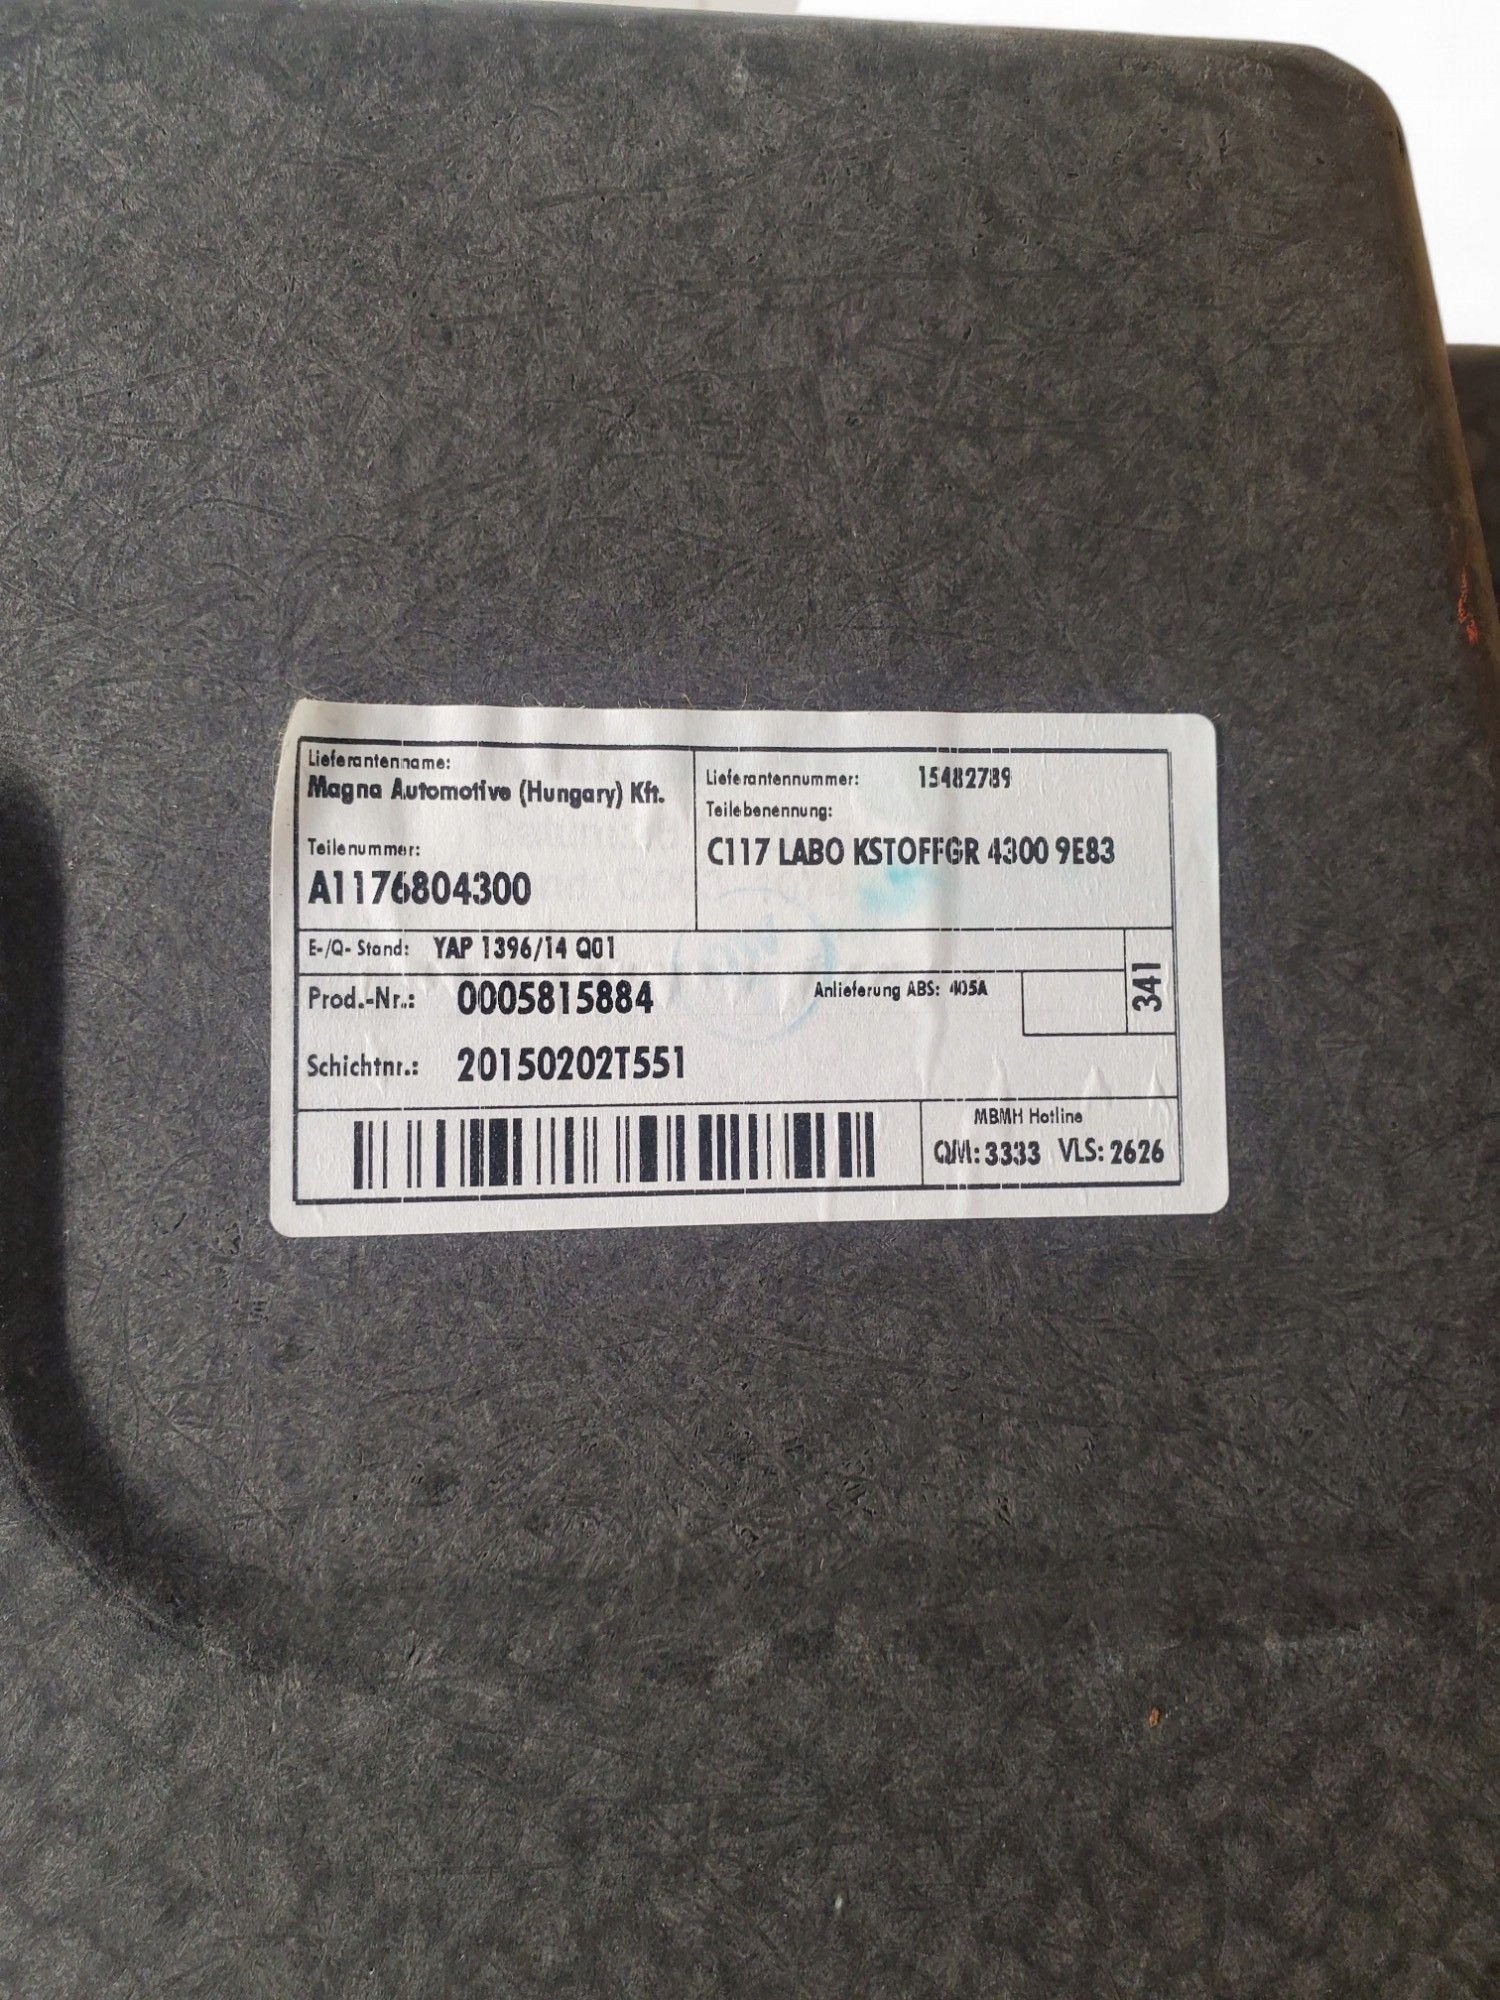 Lieferantenname:
Magna Automotive (Hungary) Kft.
Lieferantennummer: 15482789
Teilebenennung:
C117 LABO KSTOFFGR 4300 9E83
Teilenummer:
A1176804300
E-/Q- Stand: YAP 1396/14 Q01
341
Prod.-Nr.: 0005815884
Anlieferung ABS: 405A
Schichtnr.: 20150202T551
MBMH Hotline
QM: 3333 VLS: 2626